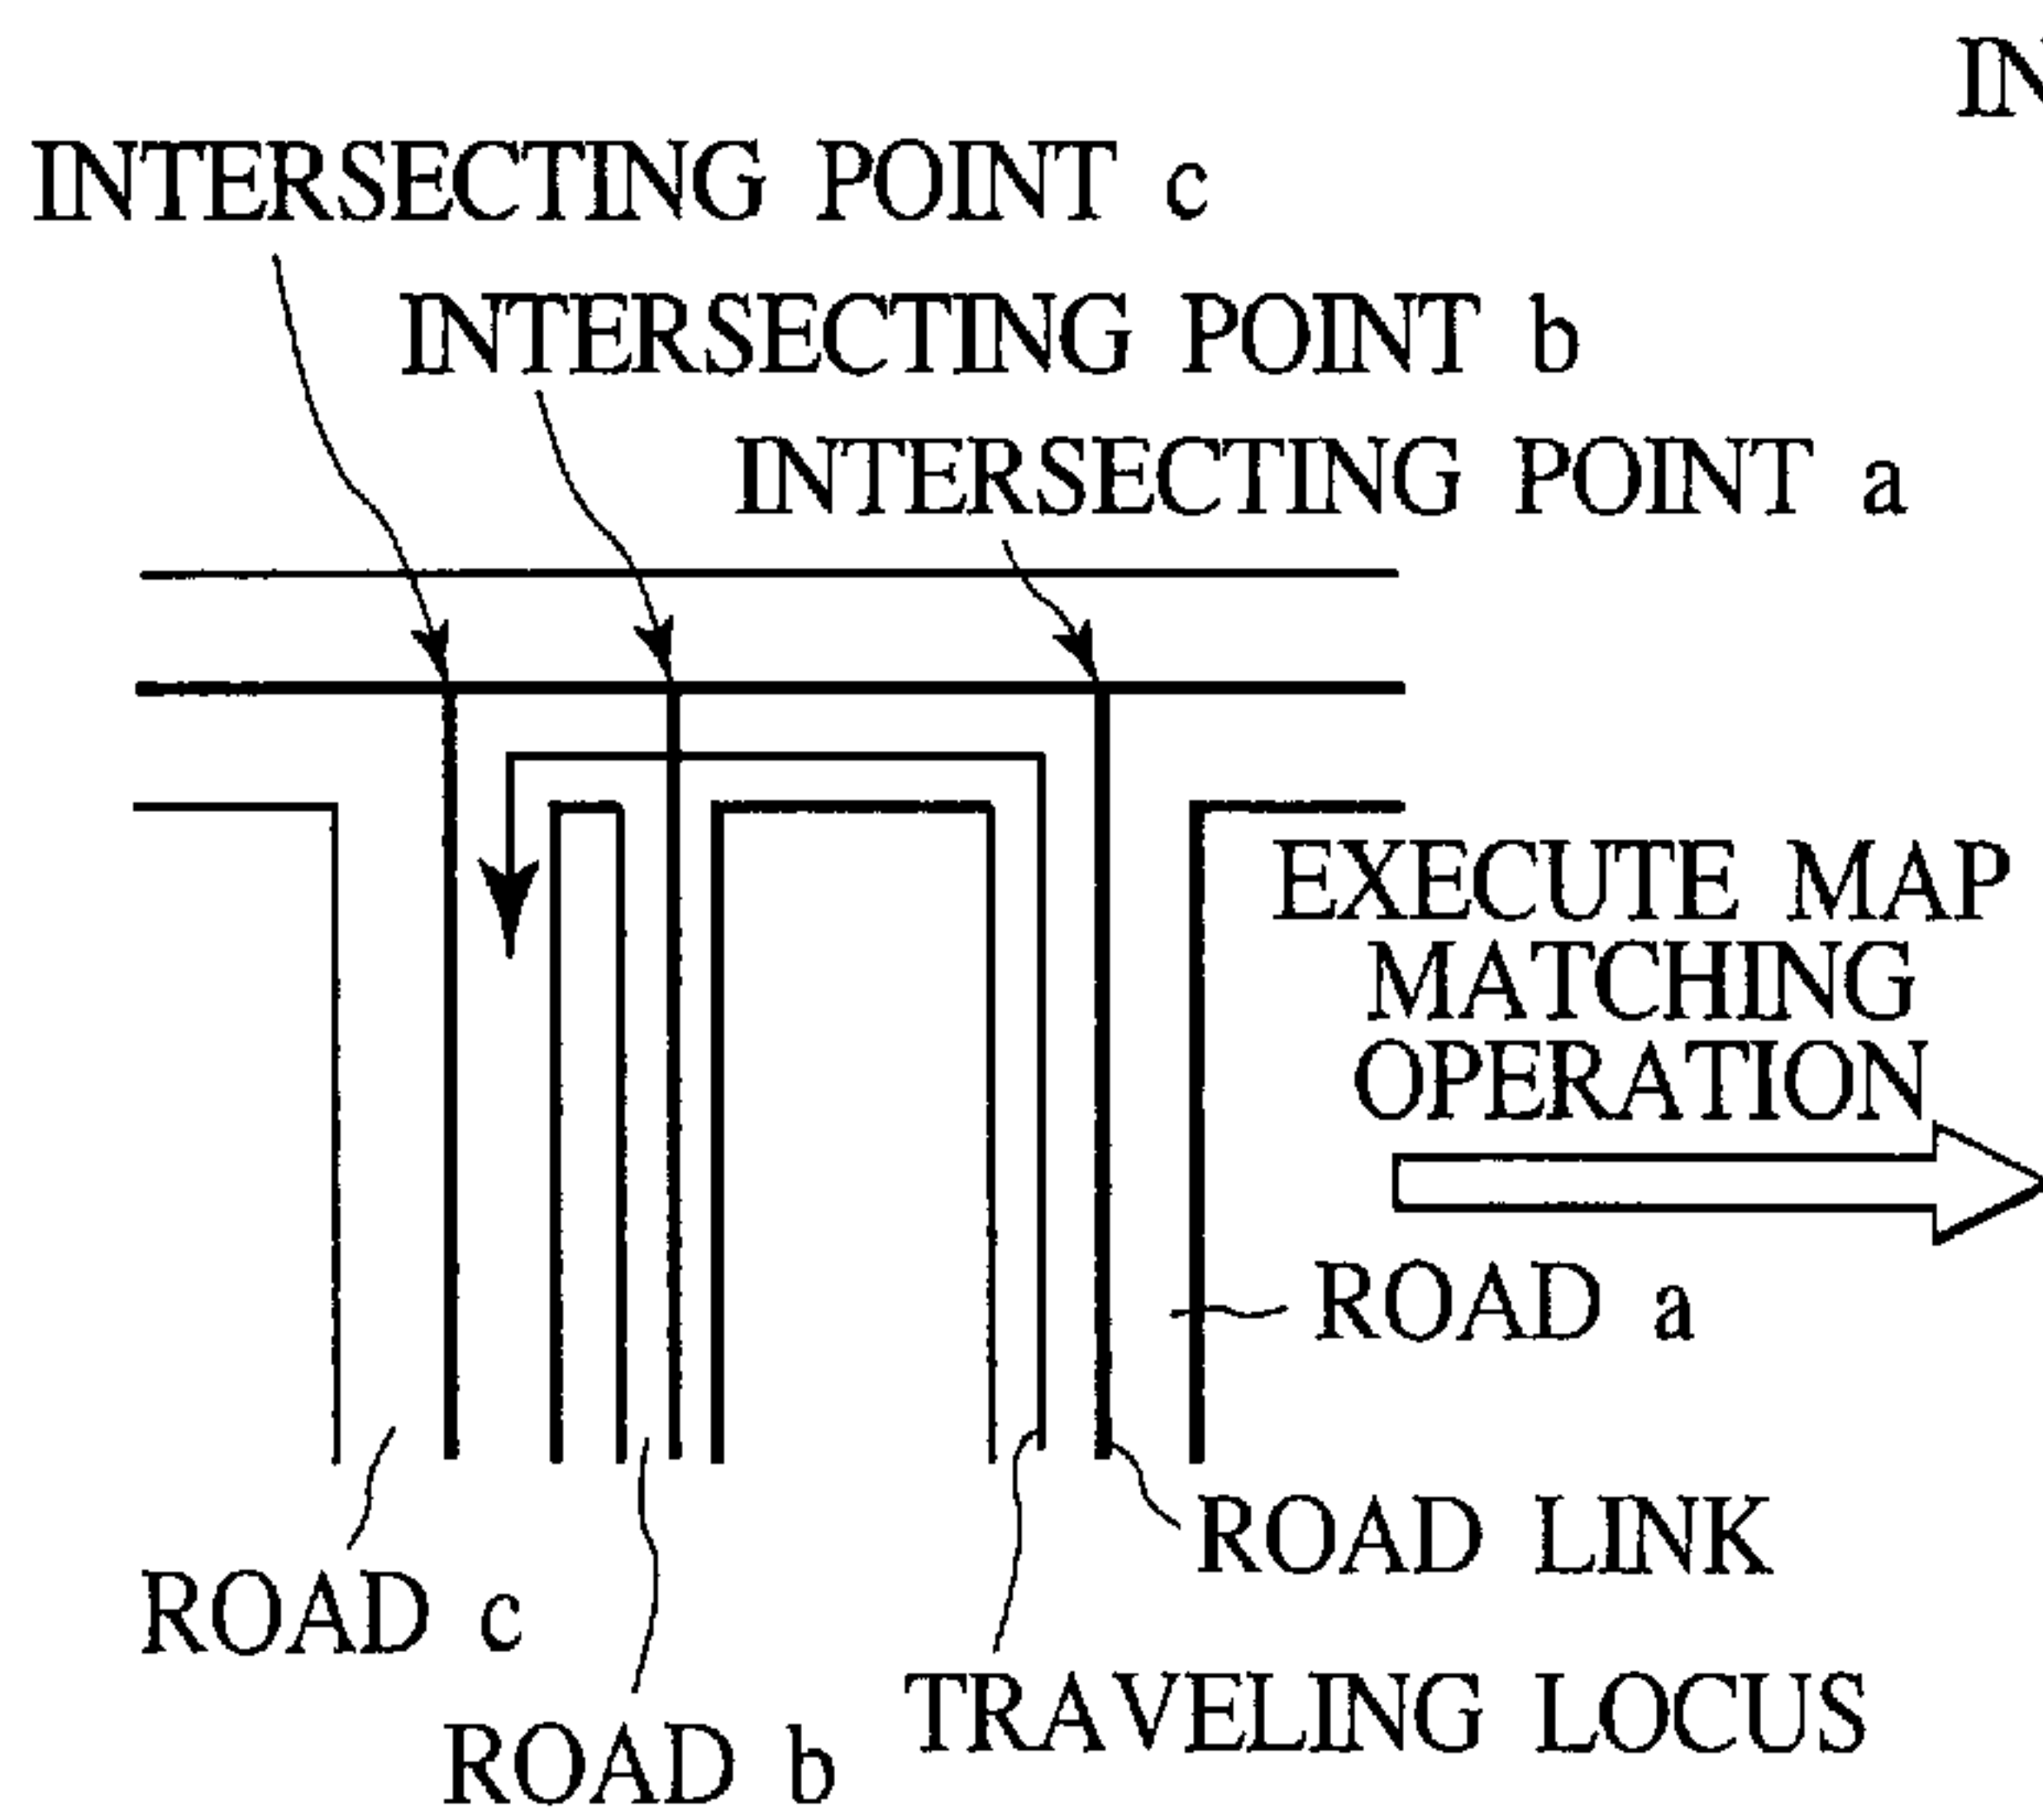 INTERSECTING POINT c
INTERSECTING POINT b
INTERSECTING POINT a
EXECUTE MAP
MATCHING
OPERATION
ROAD a
ROAD LINK
ROAD c
TRAVELING LOCUS
ROAD b